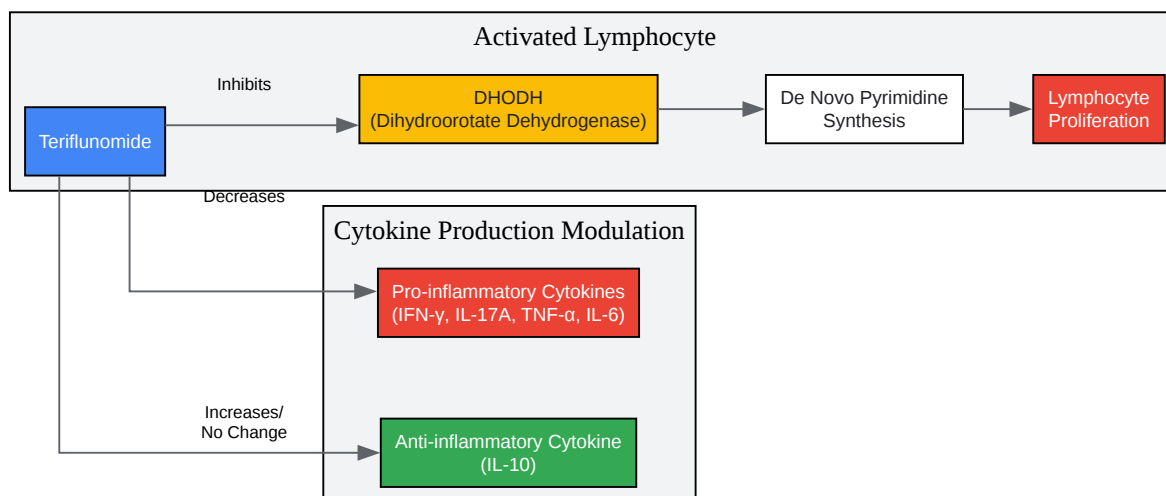 Activated Lymphocyte
Inhibits
DHODH
(Dihydroorotate Dehydrogenase)
De Novo Pyrimidine
Synthesis
Lymphocyte
Proliferation
Teriflunomide
Decreases
Cytokine Production Modulation
Pro-inflammatory Cytokines
(IFN-γ, IL-17A, TNF-α, IL-6)
Increases/
No Change
Anti-inflammatory Cytokine
(IL-10)